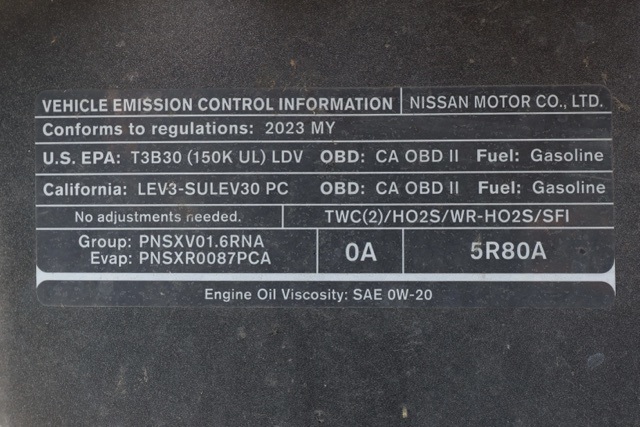 VEHICLE EMISSION CONTROL INFORMATION NISSAN MOTOR CO., LTD.
Conforms to regulations: 2023 MY
U.S. EPA: T3B30 (150K UL) LDV OBD: CA OBD II Fuel: Gasoline
California: LEV3-SULEV30 PC OBD: CA OBD II Fuel: Gasoline
No adjustments needed. TWC(2)/HO2S/WR-HO2S/SFI
Group: PNSXV01.6RNA
Evap: PNSXR0087PCA
0A
5R80A
Engine Oil Viscosity: SAE 0W-20